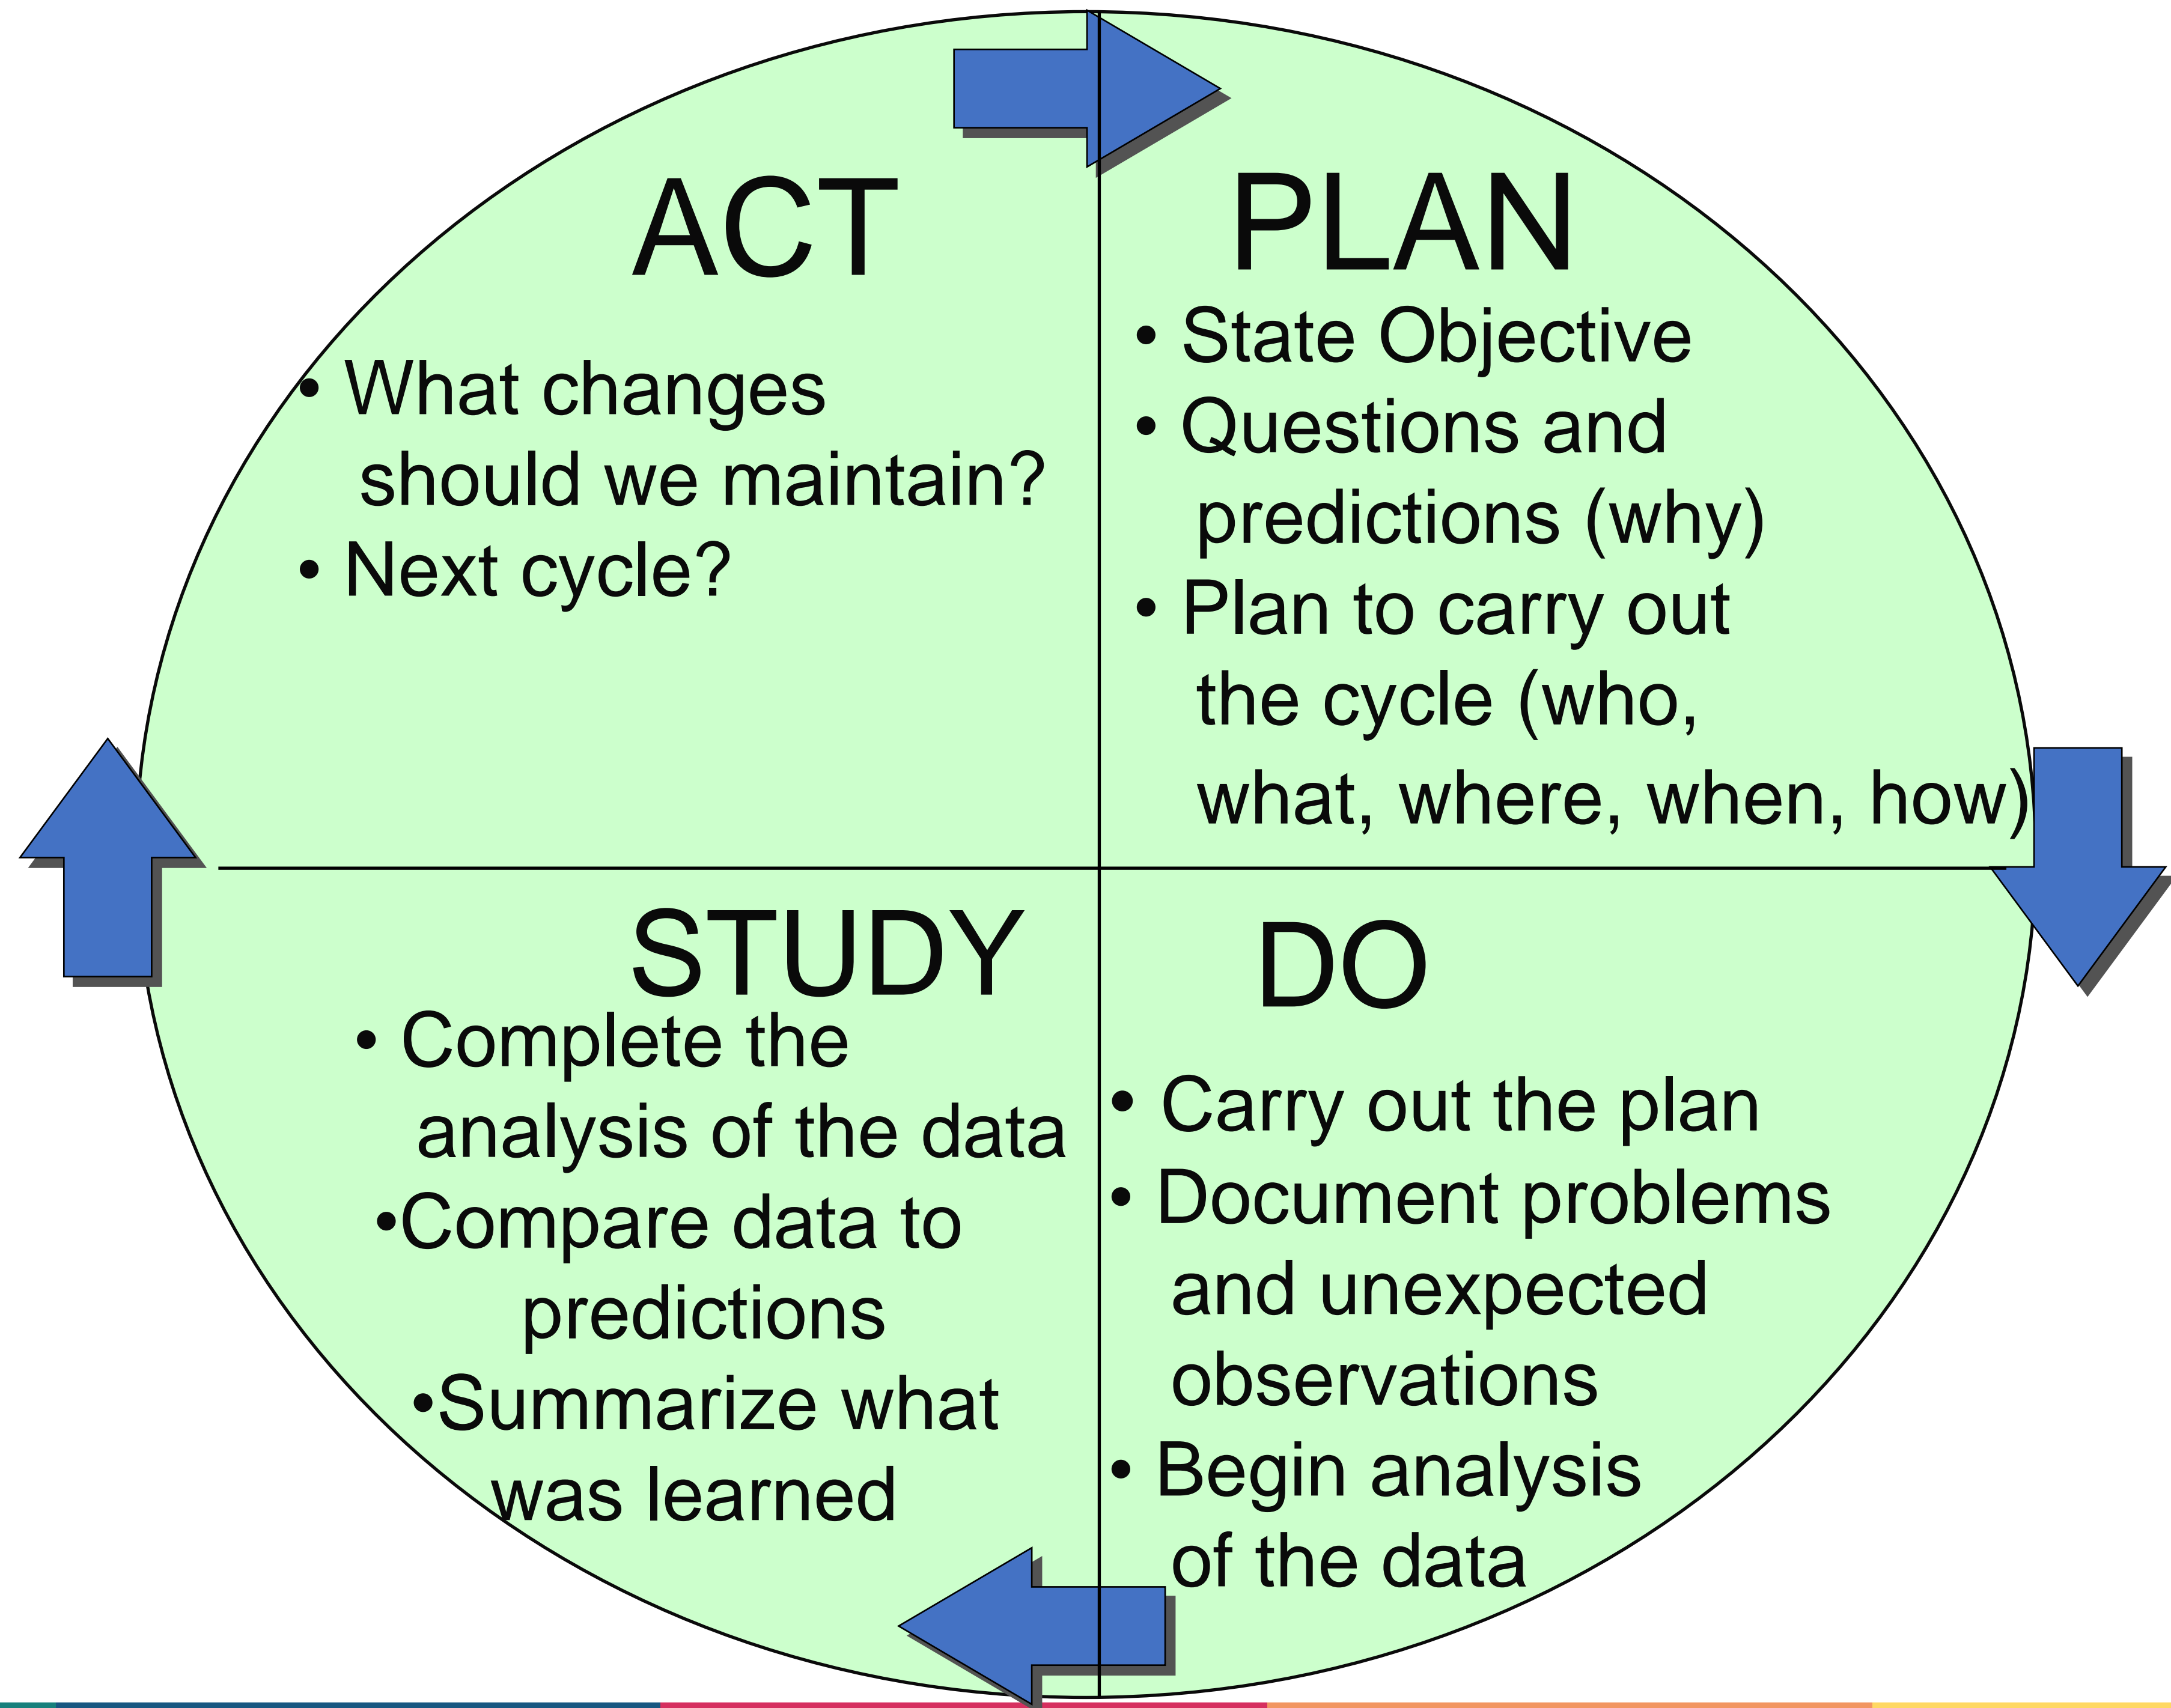 ACT
• What changes
should we maintain?
• Next cycle?
PLAN
• State Objective
• Questions and
predictions (why)
• Plan to carry out
the cycle (who,
what, where, when, how)
STUDY
• Complete the
analysis of the data
•Compare data to
predictions
•Summarize what
was learned
DO
• Carry out the plan
• Document problems
and unexpected
observations
• Begin analysis
of the data